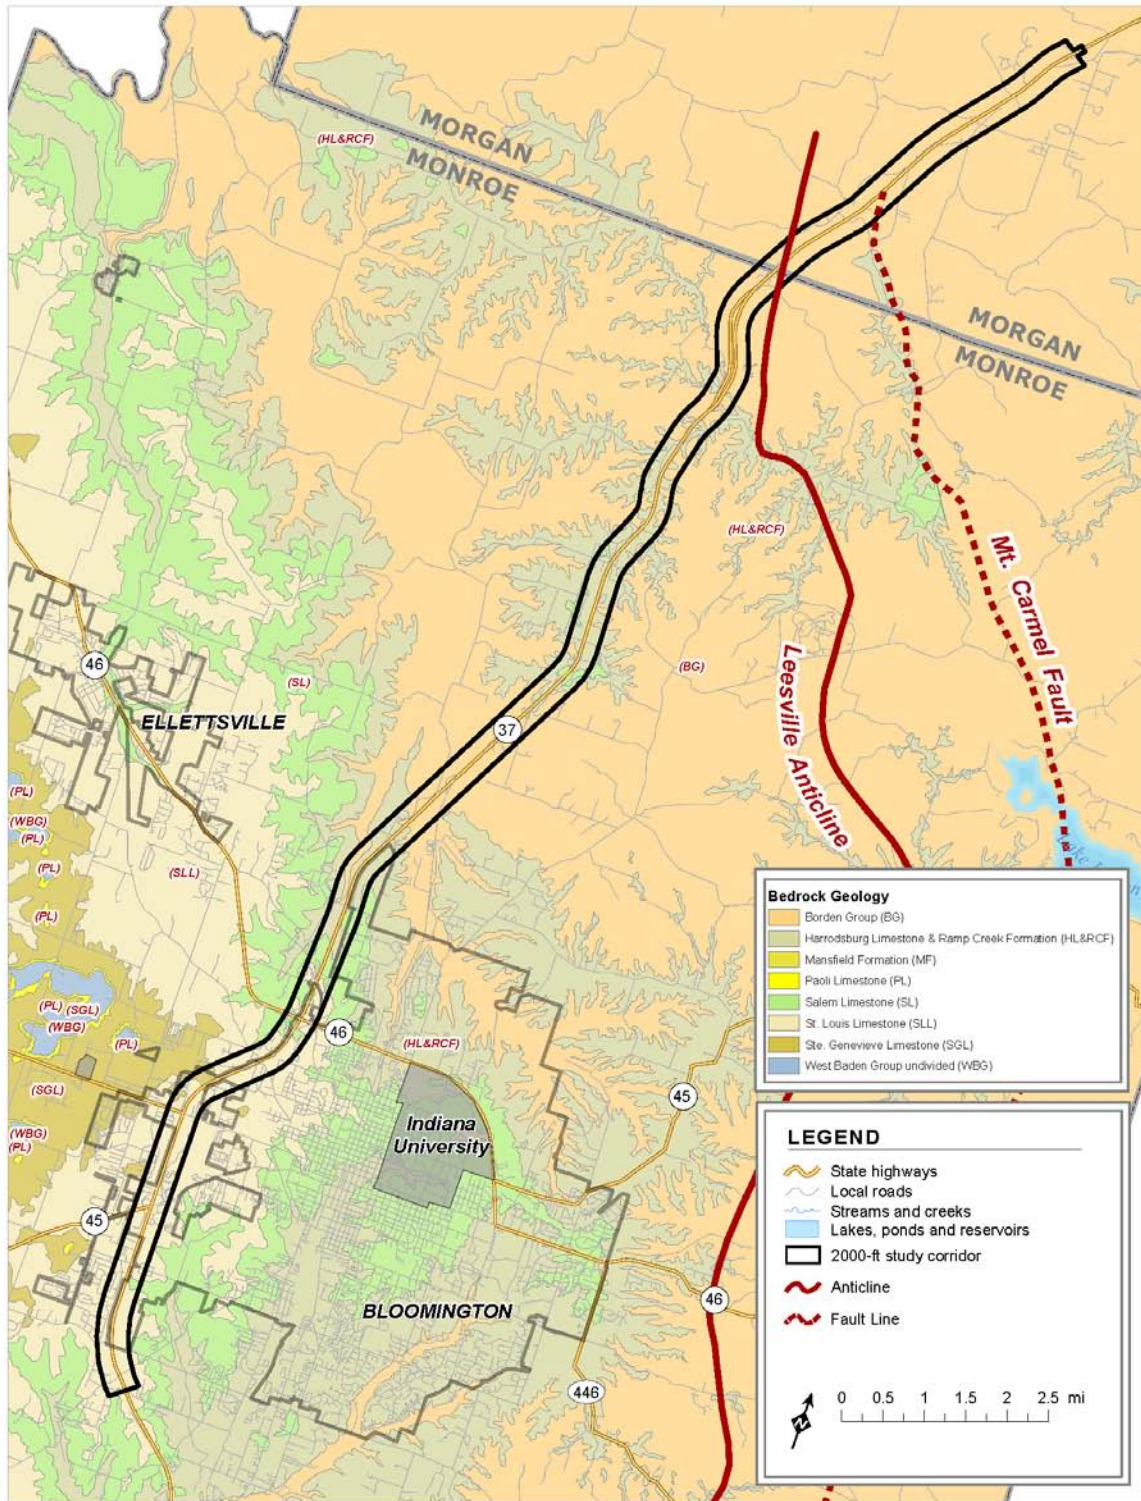 MORGAN
MONROE
(HL&RCF)
MORGAN
MONROE
(HL&RCF)
Mt. Carmel Fault
Leesville Anticline
(BG)
46
(SL)
ELLETTSVILLE
37
(PL)
(WBG)
(PL)
(PL)
(SLL)
(PL)
(PL)
(SGL)
(WBG)
(PL)
46
(HL&RCF)
(SGL)
45
Indiana
University
(WBG)
(PL)
45
BLOOMINGTON
46
446
Lake
Bedrock Geology
Borden Group (BG)
Harrodsburg Limestone & Ramp Creek Formation (HL&RCF)
Mansfield Formation (MF)
Paoli Limestone (PL)
Salem Limestone (SL)
St. Louis Limestone (SLL)
Ste. Genevieve Limestone (SGL)
West Baden Group undivided (WBG)
LEGEND
State highways
Local roads
Streams and creeks
Lakes, ponds and reservoirs
2000-ft study corridor
Anticline
Fault Line
N
0 0.5 1 1.5 2 2.5 mi